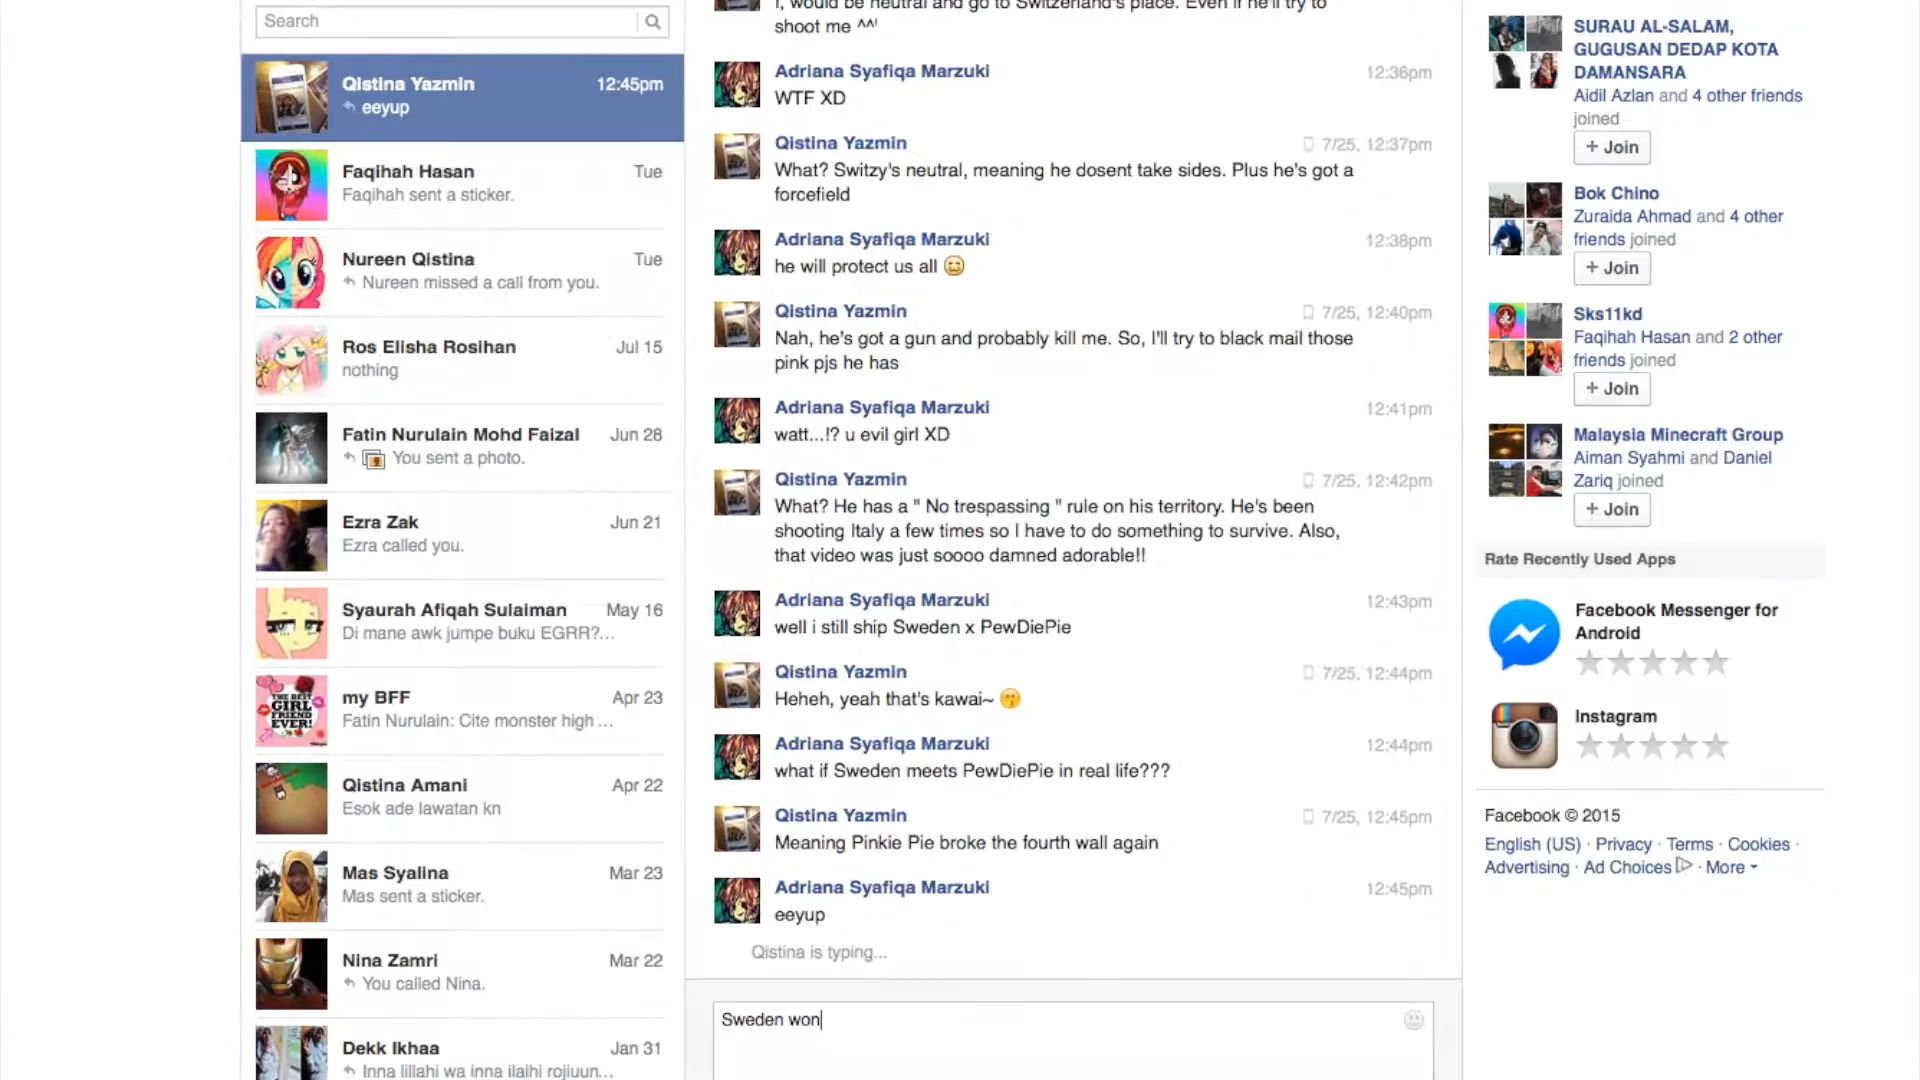 Search
Qistina Yazmin 12:45pm
eeyup
Faqihah Hasan Tue
Faqihah sent a sticker.
Nureen Qistina Tue
Nureen missed a call from you.
Ros Elisha Rosihan Jul 15
nothing
Fatin Nurulain Mohd Faizal Jun 28
You sent a photo.
Ezra Zak Jun 21
Ezra called you.
Syaurah Afiqah Sulaiman May 16
Di mane awk jumpe buku EGRR?...
THE BEST
GIRL
FRIEND
EVER!
my BFF Apr 23
Fatin Nurulain: Cite monster high ...
Qistina Amani Apr 22
Esok ade lawatan kn
Mas Syalina Mar 23
Mas sent a sticker.
Nina Zamri Mar 22
You called Nina.
Dekk Ikhaa Jan 31
Inna lillahi wa inna ilaihi rojiuun...
I, would be neutral and go to Switzerland's place. Even if he'll try to
shoot me ^^'
Adriana Syafiqa Marzuki 12:36pm
WTF XD
Qistina Yazmin 7/25, 12:37pm
What? Switzy's neutral, meaning he dosent take sides. Plus he's got a
forcefield
Adriana Syafiqa Marzuki 12:38pm
he will protect us all
Qistina Yazmin 7/25, 12:40pm
Nah, he's got a gun and probably kill me. So, I'll try to black mail those
pink pjs he has
Adriana Syafiqa Marzuki 12:41pm
watt...!? u evil girl XD
Qistina Yazmin 7/25, 12:42pm
What? He has a " No trespassing " rule on his territory. He's been
shooting Italy a few times so I have to do something to survive. Also,
that video was just soooo damned adorable!!
Adriana Syafiqa Marzuki 12:43pm
well i still ship Sweden x PewDiePie
Qistina Yazmin 7/25, 12:44pm
Heheh, yeah that's kawai~
Adriana Syafiqa Marzuki 12:44pm
what if Sweden meets PewDiePie in real life???
Qistina Yazmin 7/25, 12:45pm
Meaning Pinkie Pie broke the fourth wall again
Adriana Syafiqa Marzuki 12:45pm
eeyup
Qistina is typing...
Sweden won
SURAU AL-SALAM,
GUGUSAN DEDAP KOTA
DAMANSARA
Aidil Azlan and 4 other friends
joined
+ Join
Bok Chino
Zuraida Ahmad and 4 other
friends joined
+ Join
Sks11kd
Faqihah Hasan and 2 other
friends joined
+ Join
Malaysia Minecraft Group
Aiman Syahmi and Daniel
Zariq joined
+ Join
Rate Recently Used Apps
Facebook Messenger for
Android
Instagram
Facebook © 2015
English (US) · Privacy · Terms · Cookies ·
Advertising · Ad Choices · More